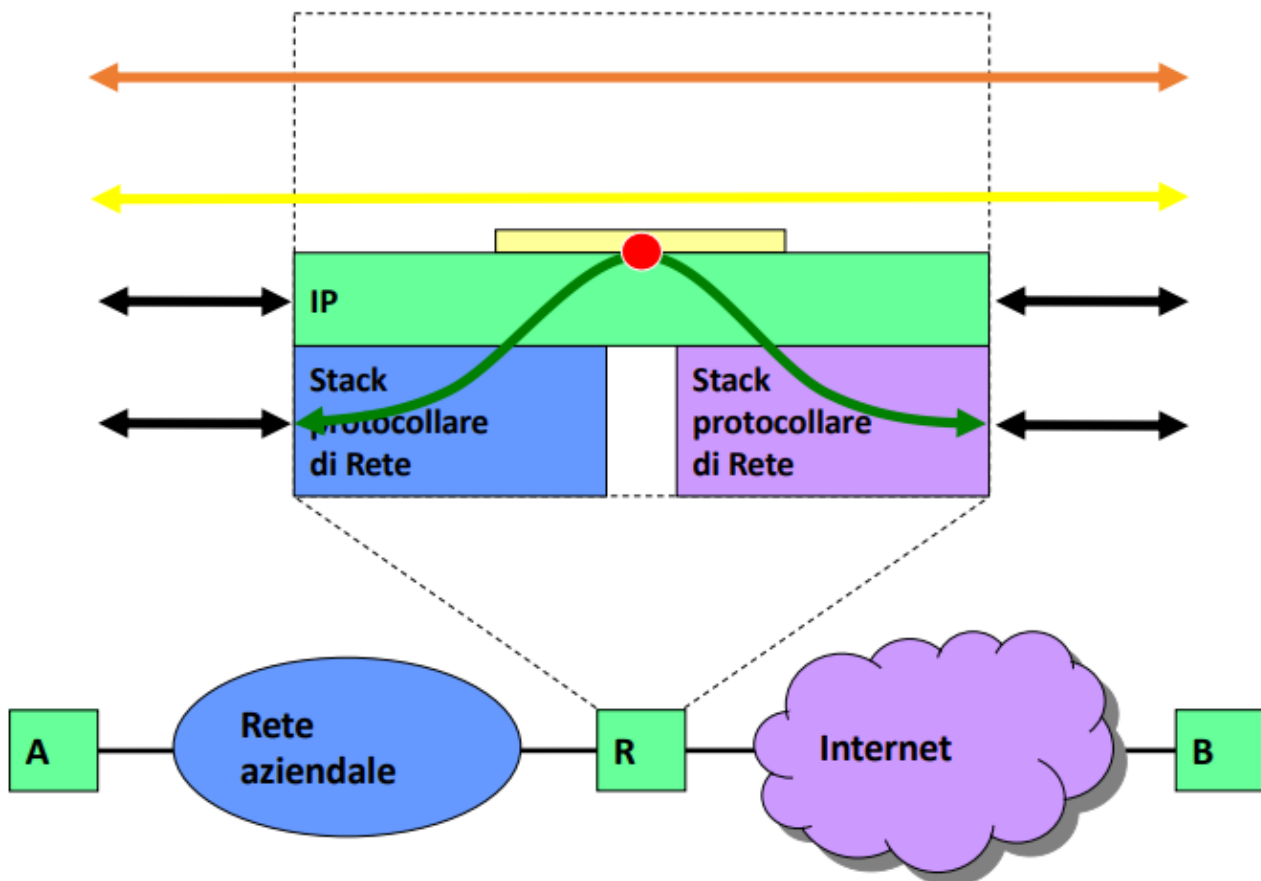 IP
Stack
protocollare
di Rete
Stack
protocollare
di Rete
A
Rete
aziendale
R
Internet
B